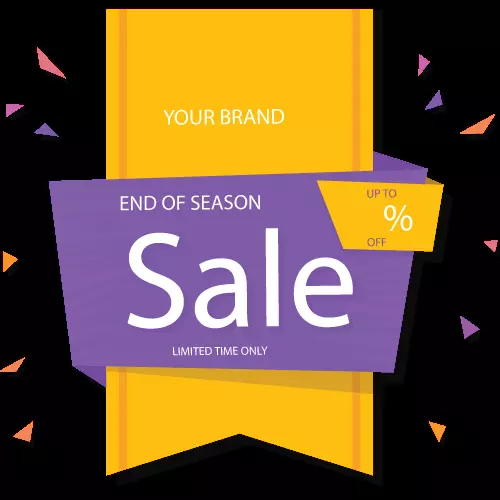 YOUR BRAND
END OF SEASON
Sale
UP TO
%
OFF
LIMITED TIME ONLY